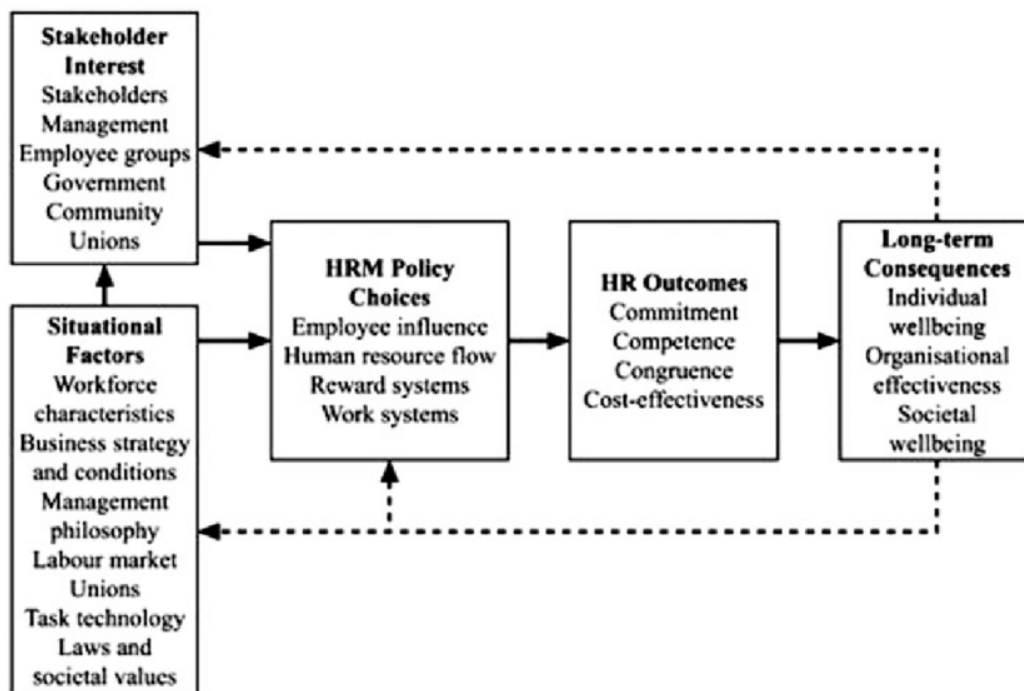 Stakeholder
Interest
Stakeholders
Management
Employee groups
Government
Community
Unions
Situational
Factors
Workforce
characteristics
Business strategy
and conditions
Management
philosophy
Labour market
Unions
Task technology
Laws and
societal values
HRM Policy
Choices
Employee influence
Human resource flow
Reward systems
Work systems
HR Outcomes
Commitment
Competence
Congruence
Cost-effectiveness
Long-term
Consequences
Individual
wellbeing
Organisational
effectiveness
Societal
wellbeing